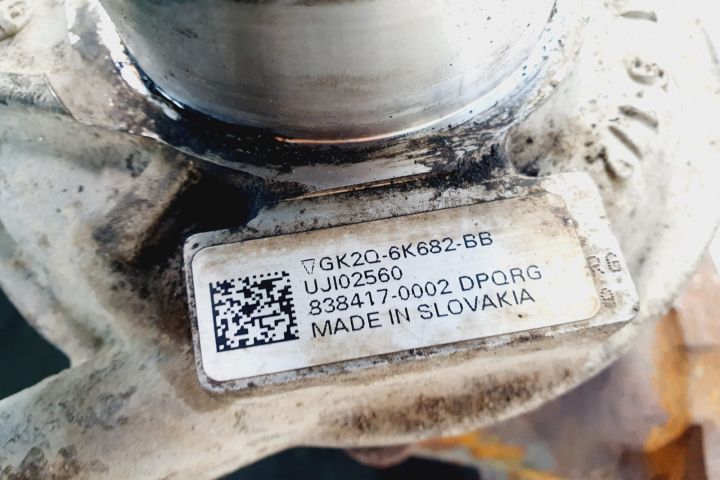 ▽GK2Q-6K682-BB
UJI02560
838417-0002 DPQRG
MADE IN SLOVAKIA